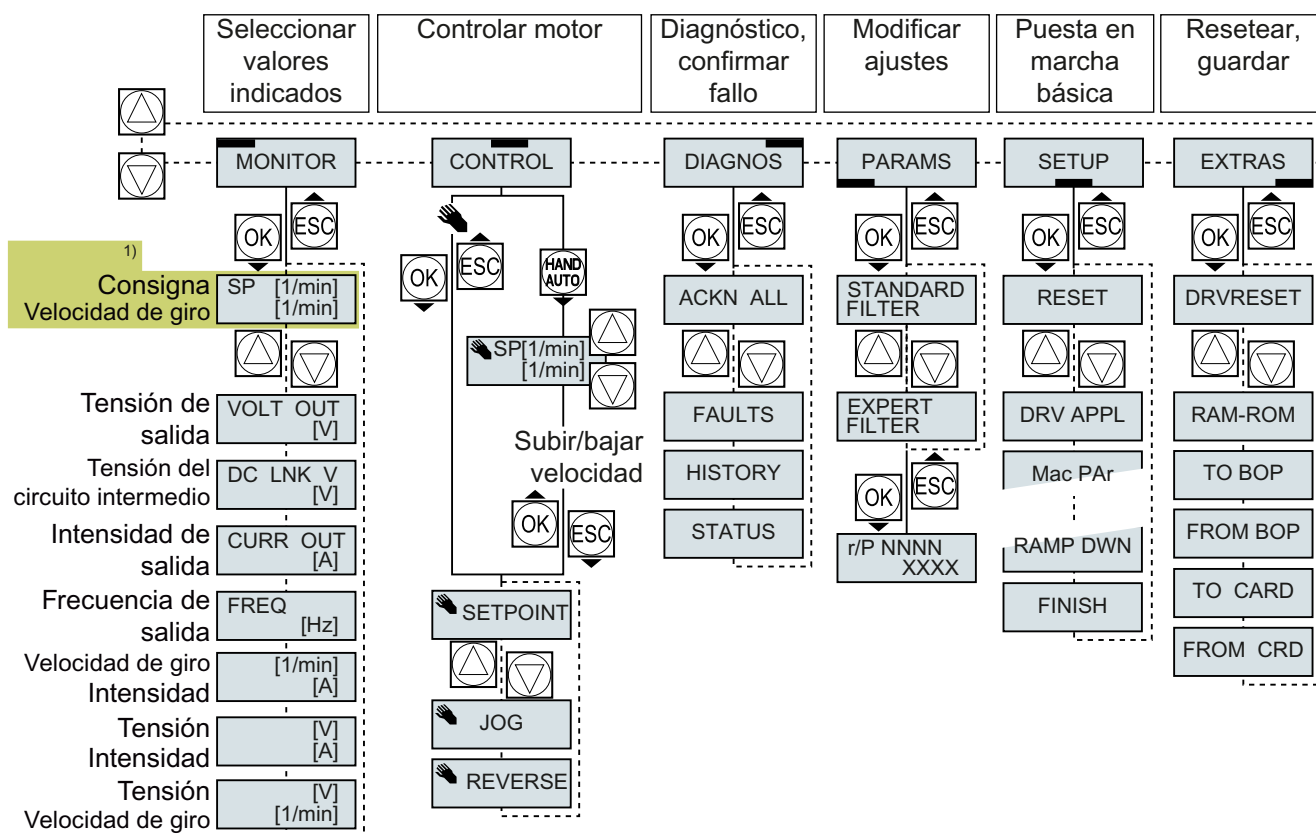 Seleccionar
valores
indicados
Controlar motor
Diagnóstico,
confirmar
fallo
Modificar
ajustes
Puesta en
marcha
básica
Resetear,
guardar
MONITOR
CONTROL
DIAGNOS
PARAMS
SETUP
EXTRAS
OK
ESC
1)
Consigna
Velocidad de giro
SP [1/min]
[1/min]
Tensión de
salida
VOLT OUT
[V]
Tensión del
circuito intermedio
DC LNK V
[V]
Intensidad de
salida
CURR OUT
[A]
Frecuencia de
salida
FREQ
[Hz]
Velocidad de giro
Intensidad
[1/min]
[A]
Tensión
Intensidad
[V]
[A]
Tensión
Velocidad de giro
[V]
[1/min]
OK
ESC
HAND
AUTO
SP[1/min]
[1/min]
Subir/bajar
velocidad
OK
ESC
SETPOINT
JOG
REVERSE
OK
ESC
ACKN ALL
FAULTS
HISTORY
STATUS
OK
ESC
STANDARD
FILTER
EXPERT
FILTER
OK
ESC
r/P NNNN
XXXX
OK
ESC
RESET
DRV APPL
Mac PAr
RAMP DWN
FINISH
OK
ESC
DRVRESET
RAM-ROM
TO BOP
FROM BOP
TO CARD
FROM CRD